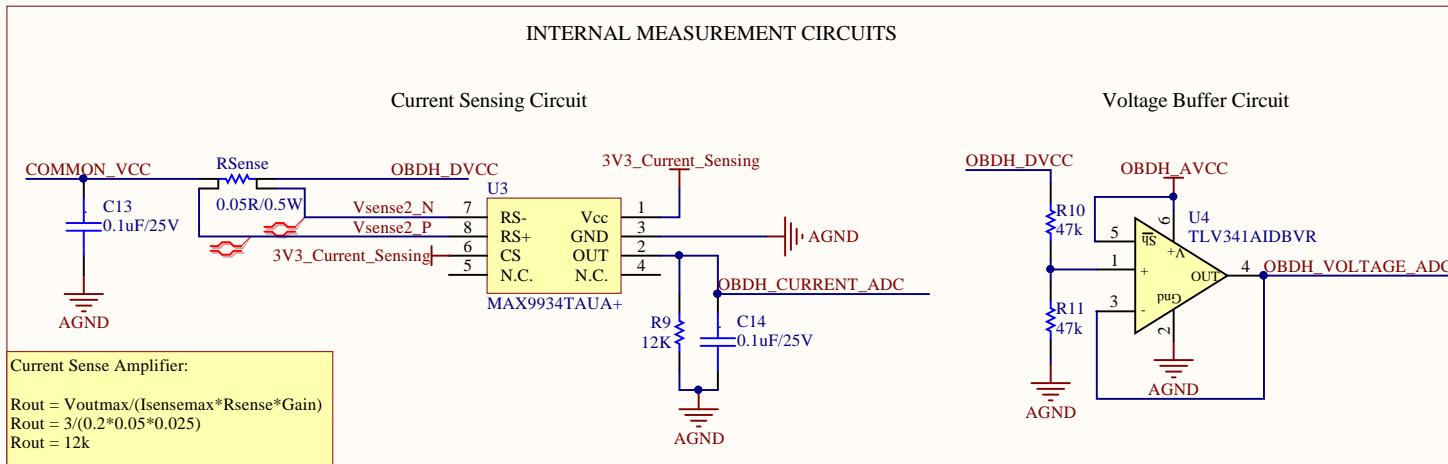 INTERNAL MEASUREMENT CIRCUITS
Current Sensing Circuit
Voltage Buffer Circuit
COMMON_VCC
RSense
0.05R/0.5W
OBDH_DVCC
C13
0.1uF/25V
AGND
Vsense2_N
Vsense2_P
3V3_Current_Sensing
U3
7 RS- Vcc 1
8 RS+ GND 3
6 CS OUT 2
5 N.C. N.C. 4
MAX9934TAUA+
3V3_Current_Sensing
AGND
OBDH_CURRENT_ADC
R9
12K
C14
0.1uF/25V
AGND
OBDH_DVCC
R10
47k
R11
47k
AGND
OBDH_AVCC
U4
TLV341AIDBVR
5 Sh
6 V+
1 +
3 -
OUT 4
Gnd 2
AGND
OBDH_VOLTAGE_ADC
Current Sense Amplifier:
Rout = Voutmax/(Isensemax*Rsense*Gain)
Rout = 3/(0.2*0.05*0.025)
Rout = 12k